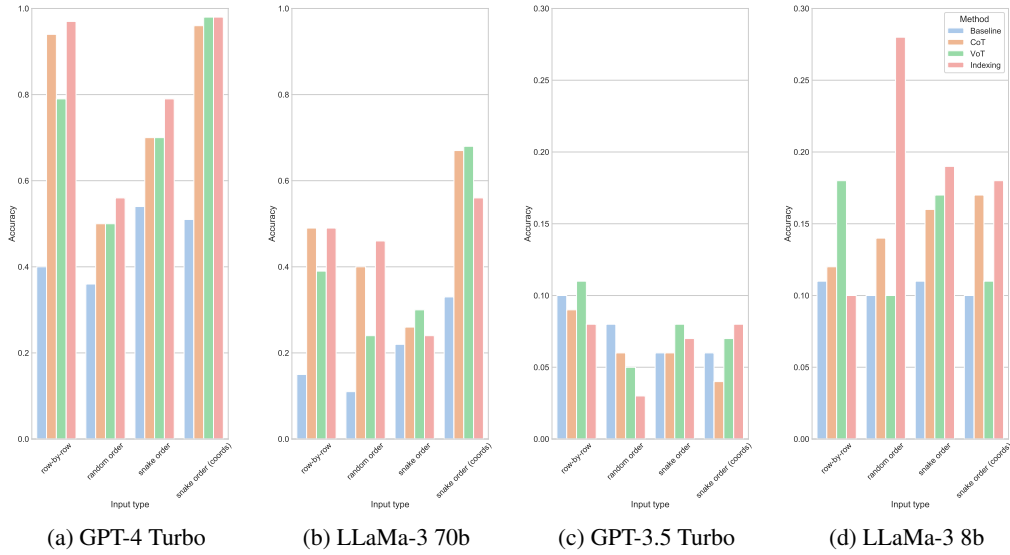 1.0
0.8
0.6
0.4
0.2
0.0
Accuracy
row-by-row
random order
snake order
snake order (coords)
Input type
(a) GPT-4 Turbo
1.0
0.8
0.6
0.4
0.2
0.0
Accuracy
row-by-row
random order
snake order
snake order (coords)
Input type
(b) LLaMa-3 70b
0.30
0.25
0.20
0.15
0.10
0.05
0.00
Accuracy
row-by-row
random order
snake order
snake order (coords)
Input type
(c) GPT-3.5 Turbo
0.30
0.25
0.20
0.15
0.10
0.05
0.00
Accuracy
Method
Baseline
CoT
VoT
Indexing
row-by-row
random order
snake order
snake order (coords)
Input type
(d) LLaMa-3 8b